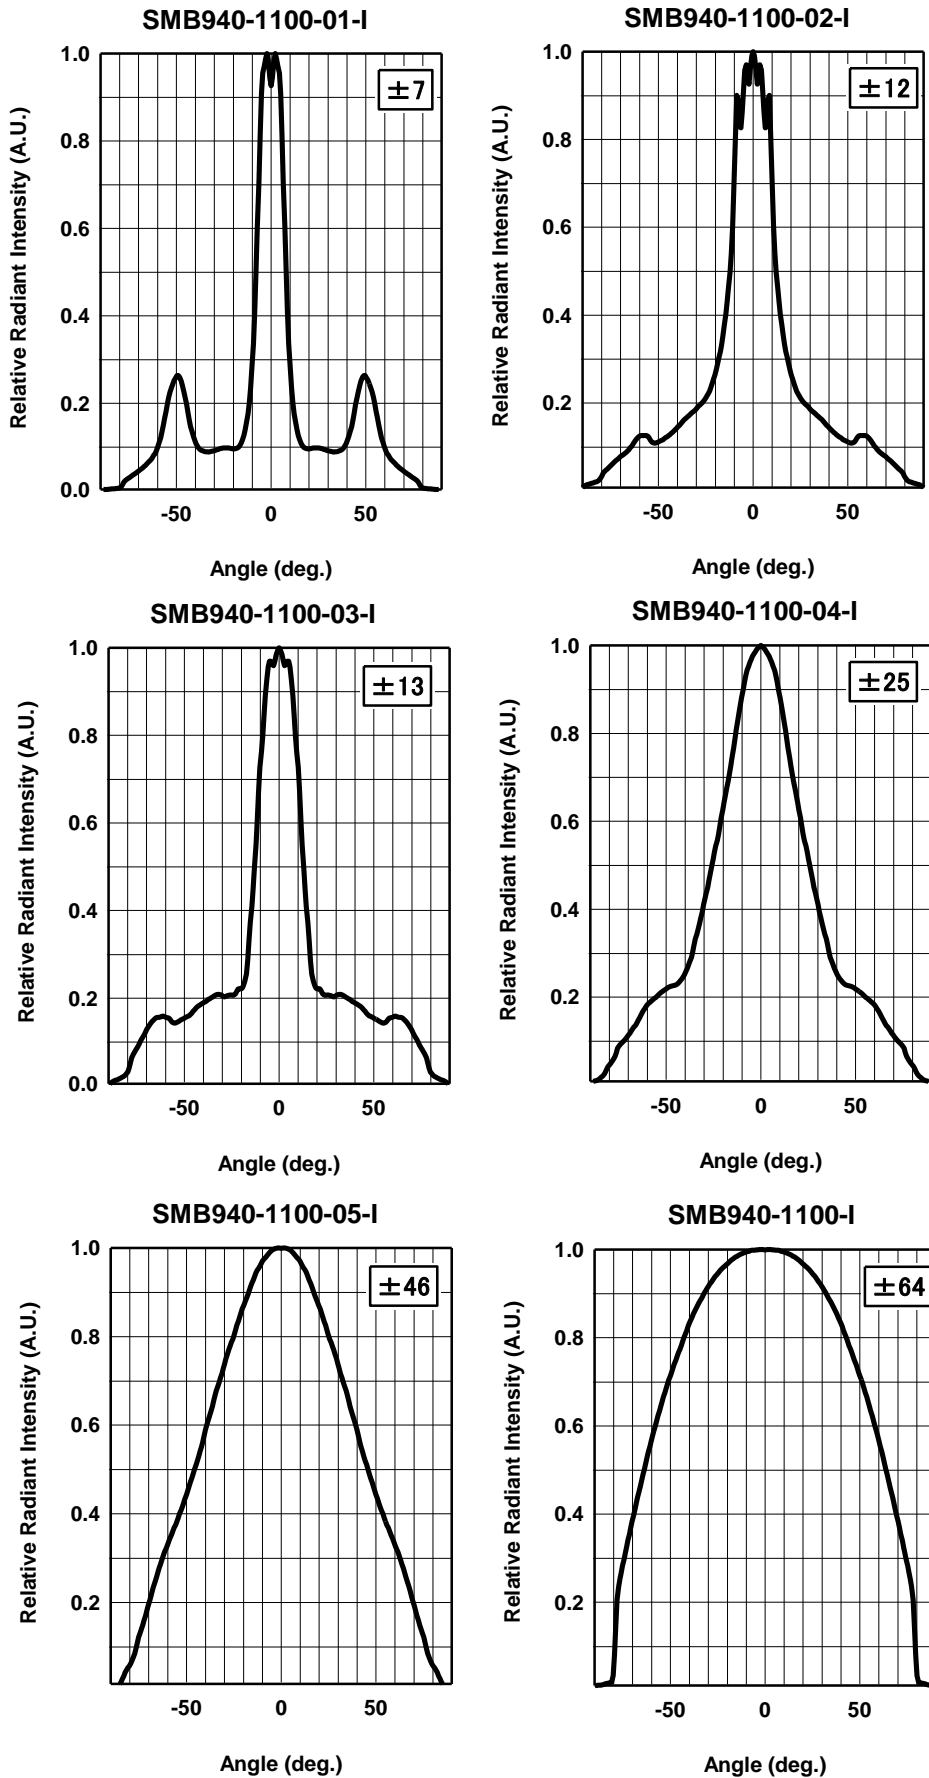 SMB940-1100-01-I
Relative Radiant Intensity (A.U.)
1.0
0.8
0.6
0.4
0.2
0.0
±7
-50 0 50
Angle (deg.)
SMB940-1100-02-I
Relative Radiant Intensity (A.U.)
1.0
0.8
0.6
0.4
0.2
±12
-50 0 50
Angle (deg.)
SMB940-1100-03-I
Relative Radiant Intensity (A.U.)
1.0
0.8
0.6
0.4
0.2
0.0
±13
-50 0 50
Angle (deg.)
SMB940-1100-04-I
Relative Radiant Intensity (A.U.)
1.0
0.8
0.6
0.4
0.2
±25
-50 0 50
Angle (deg.)
SMB940-1100-05-I
Relative Radiant Intensity (A.U.)
1.0
0.8
0.6
0.4
0.2
±46
-50 0 50
Angle (deg.)
SMB940-1100-I
Relative Radiant Intensity (A.U.)
1.0
0.8
0.6
0.4
0.2
±64
-50 0 50
Angle (deg.)